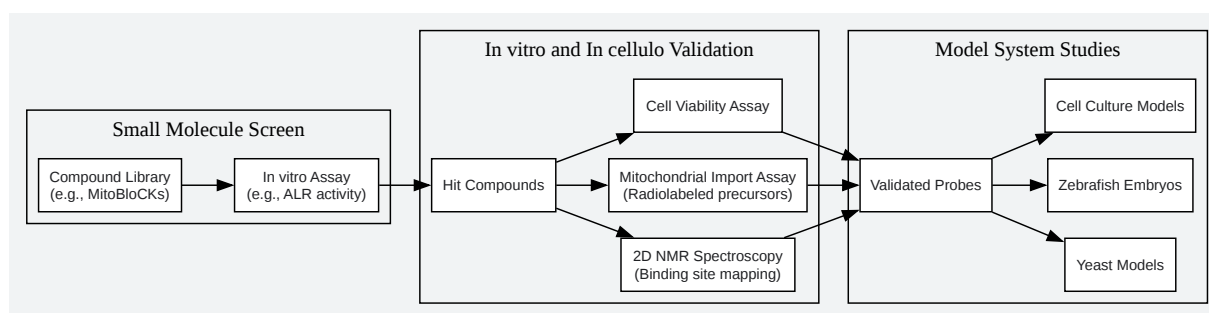 Small Molecule Screen
Compound Library
(e.g., MitoBloCKs)
In vitro Assay
(e.g., ALR activity)
In vitro and In cellulo Validation
Hit Compounds
Cell Viability Assay
Mitochondrial Import Assay
(Radiolabeled precursors)
2D NMR Spectroscopy
(Binding site mapping)
Model System Studies
Validated Probes
Cell Culture Models
Zebrafish Embryos
Yeast Models